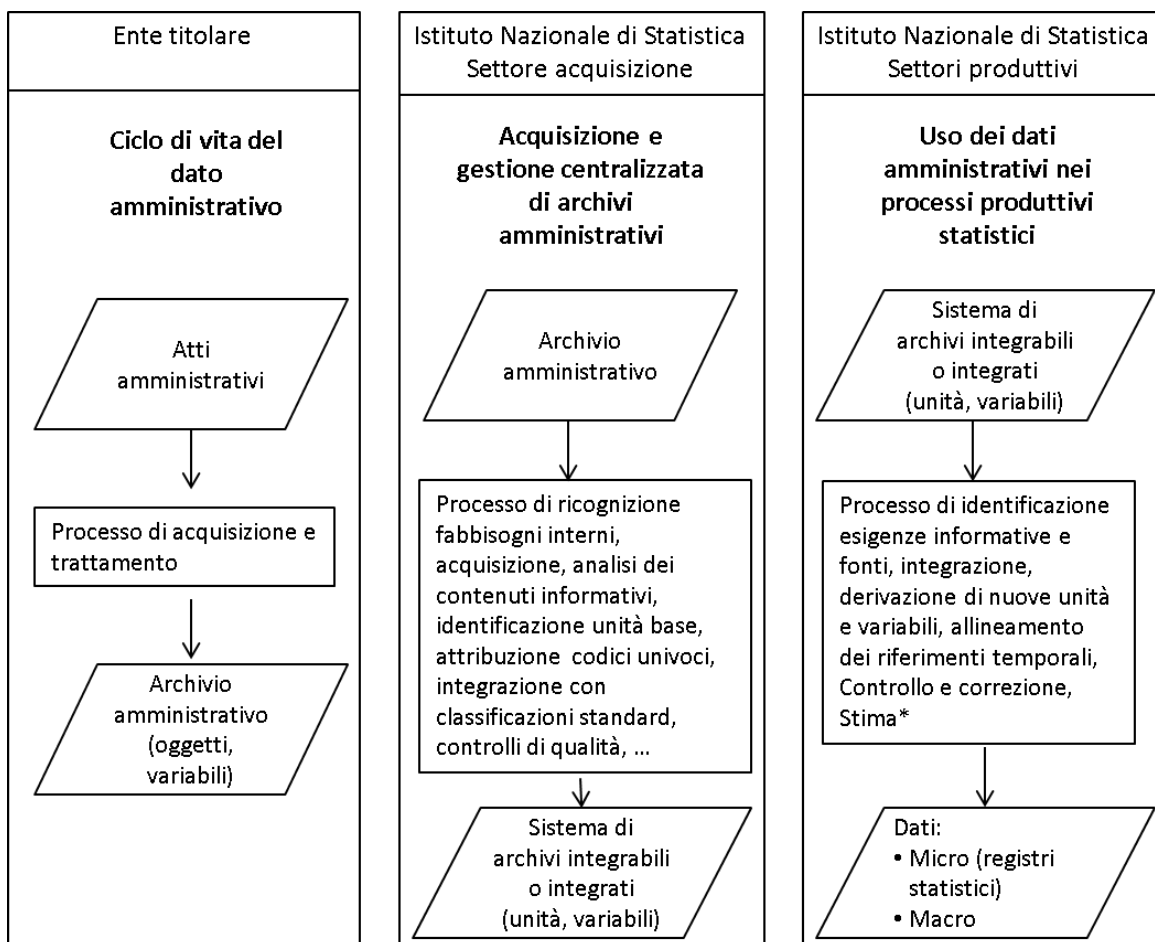 Ente titolare
Ciclo di vita del
dato
amministrativo
Atti
amministrativi
Processo di acquisizione e
trattamento
Archivio
amministrativo
(oggetti,
variabili)
Istituto Nazionale di Statistica
Settore acquisizione
Acquisizione e
gestione centralizzata
di archivi
amministrativi
Archivio
amministrativo
Processo di ricognizione
fabbisogni interni,
acquisizione, analisi dei
contenuti informativi,
identificazione unità base,
attribuzione codici univoci,
integrazione con
classificazioni standard,
controlli di qualità, ...
Sistema di
archivi integrabili
o integrati
(unità, variabili)
Istituto Nazionale di Statistica
Settori produttivi
Uso dei dati
amministrativi nei
processi produttivi
statistici
Sistema di
archivi integrabili
o integrati
(unità, variabili)
Processo di identificazione
esigenze informative e
fonti, integrazione,
derivazione di nuove unità
e variabili, allineamento
dei riferimenti temporali,
Controllo e correzione,
Stima*
Dati:
• Micro (registri
statistici)
• Macro